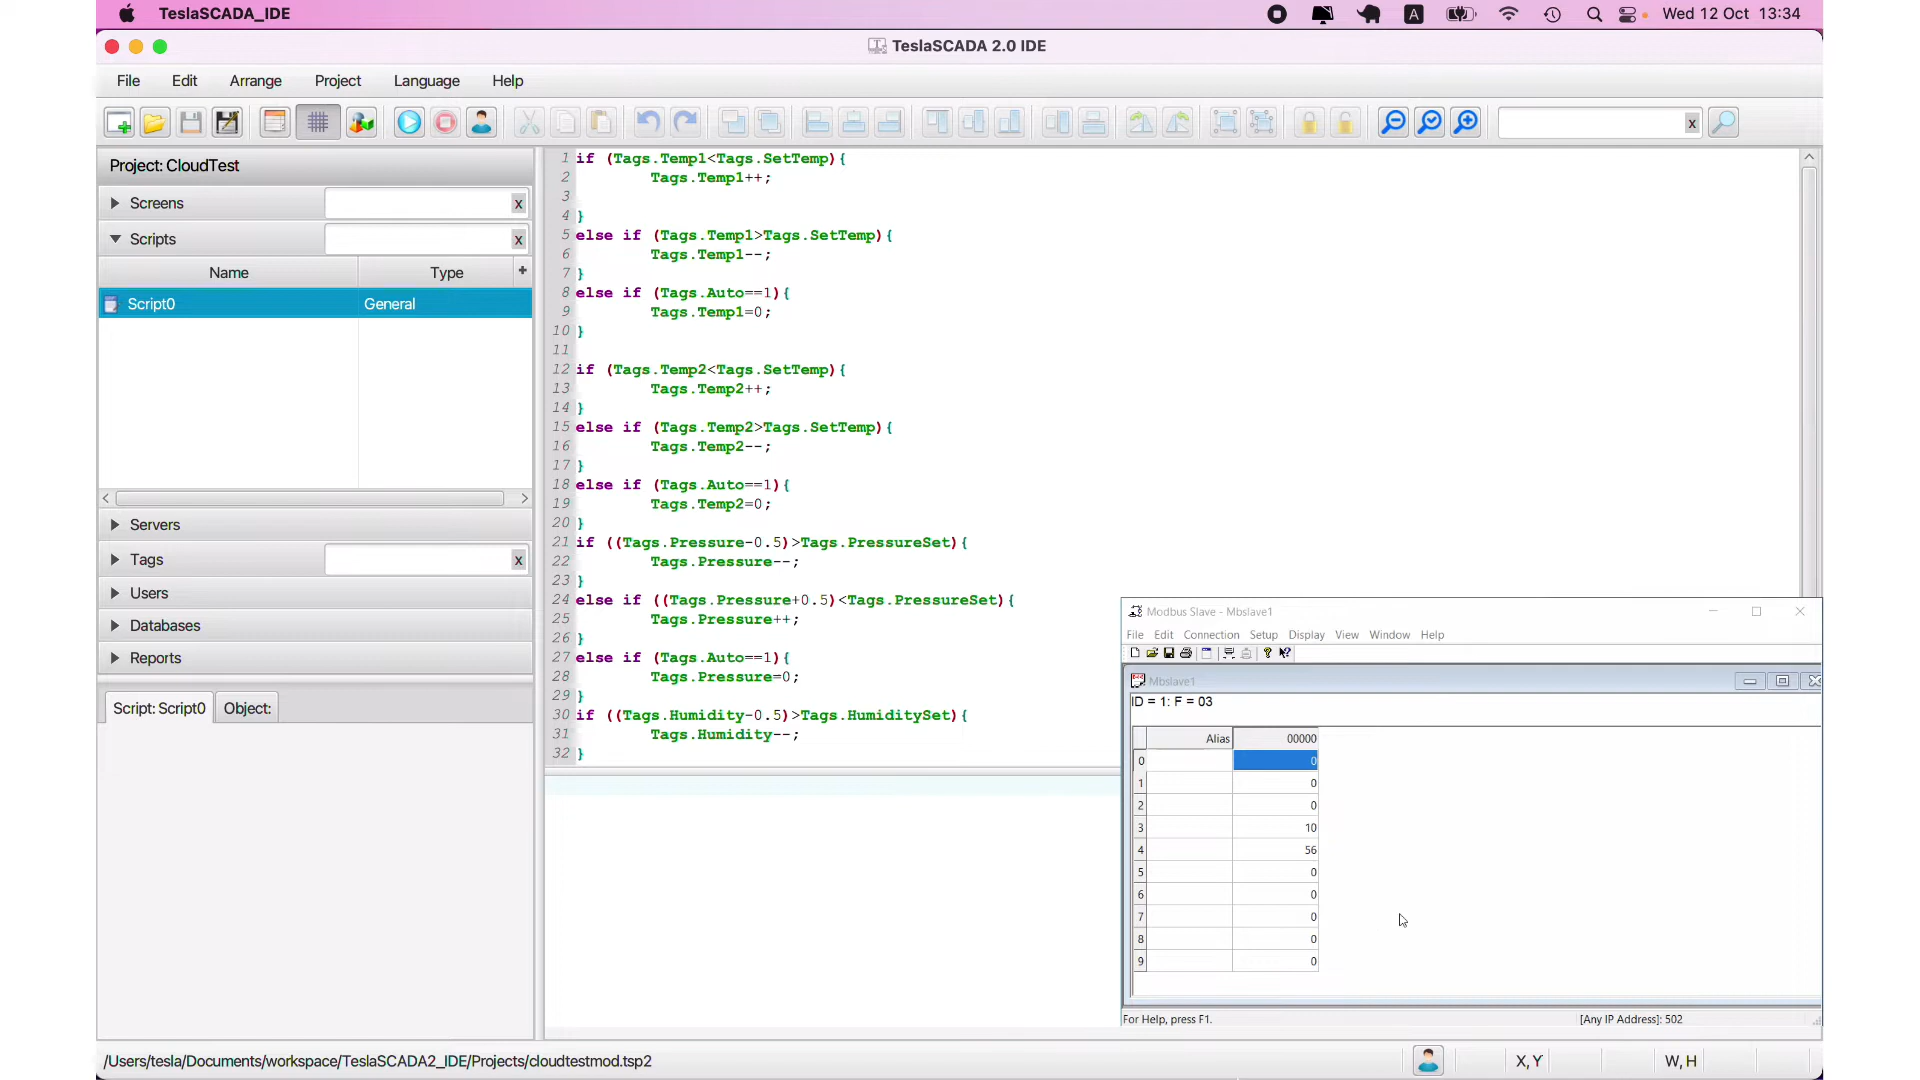 TeslaSCADA_IDE
A
Wed 12 Oct 13:34
TeslaSCADA 2.0 IDE
File Edit Arrange Project Language Help
x
Project: CloudTest
Screens x
Scripts x
Name Type +
Script0 General
Servers
Tags x
Users
Databases
Reports
Script: Script0 Object:
1 if (Tags.Temp1<Tags.SetTemp){
2 Tags.Temp1++;
3
4 }
5 else if (Tags.Temp1>Tags.SetTemp){
6 Tags.Temp1--;
7 }
8 else if (Tags.Auto==1){
9 Tags.Temp1=0;
10 }
11
12 if (Tags.Temp2<Tags.SetTemp){
13 Tags.Temp2++;
14 }
15 else if (Tags.Temp2>Tags.SetTemp){
16 Tags.Temp2--;
17 }
18 else if (Tags.Auto==1){
19 Tags.Temp2=0;
20 }
21 if ((Tags.Pressure-0.5)>Tags.PressureSet){
22 Tags.Pressure--;
23 }
24 else if ((Tags.Pressure+0.5)<Tags.PressureSet){
25 Tags.Pressure++;
26 }
27 else if (Tags.Auto==1){
28 Tags.Pressure=0;
29 }
30 if ((Tags.Humidity-0.5)>Tags.HumiditySet){
31 Tags.Humidity--;
32 }
Modbus Slave - Mbslave1
File Edit Connection Setup Display View Window Help
Mbslave1
ID = 1: F = 03
Alias 00000
0 0
1 0
2 0
3 10
4 56
5 0
6 0
7 0
8 0
9 0
For Help, press F1. [Any IP Address]: 502
/Users/tesla/Documents/workspace/TeslaSCADA2_IDE/Projects/cloudtestmod.tsp2
X,Y W,H